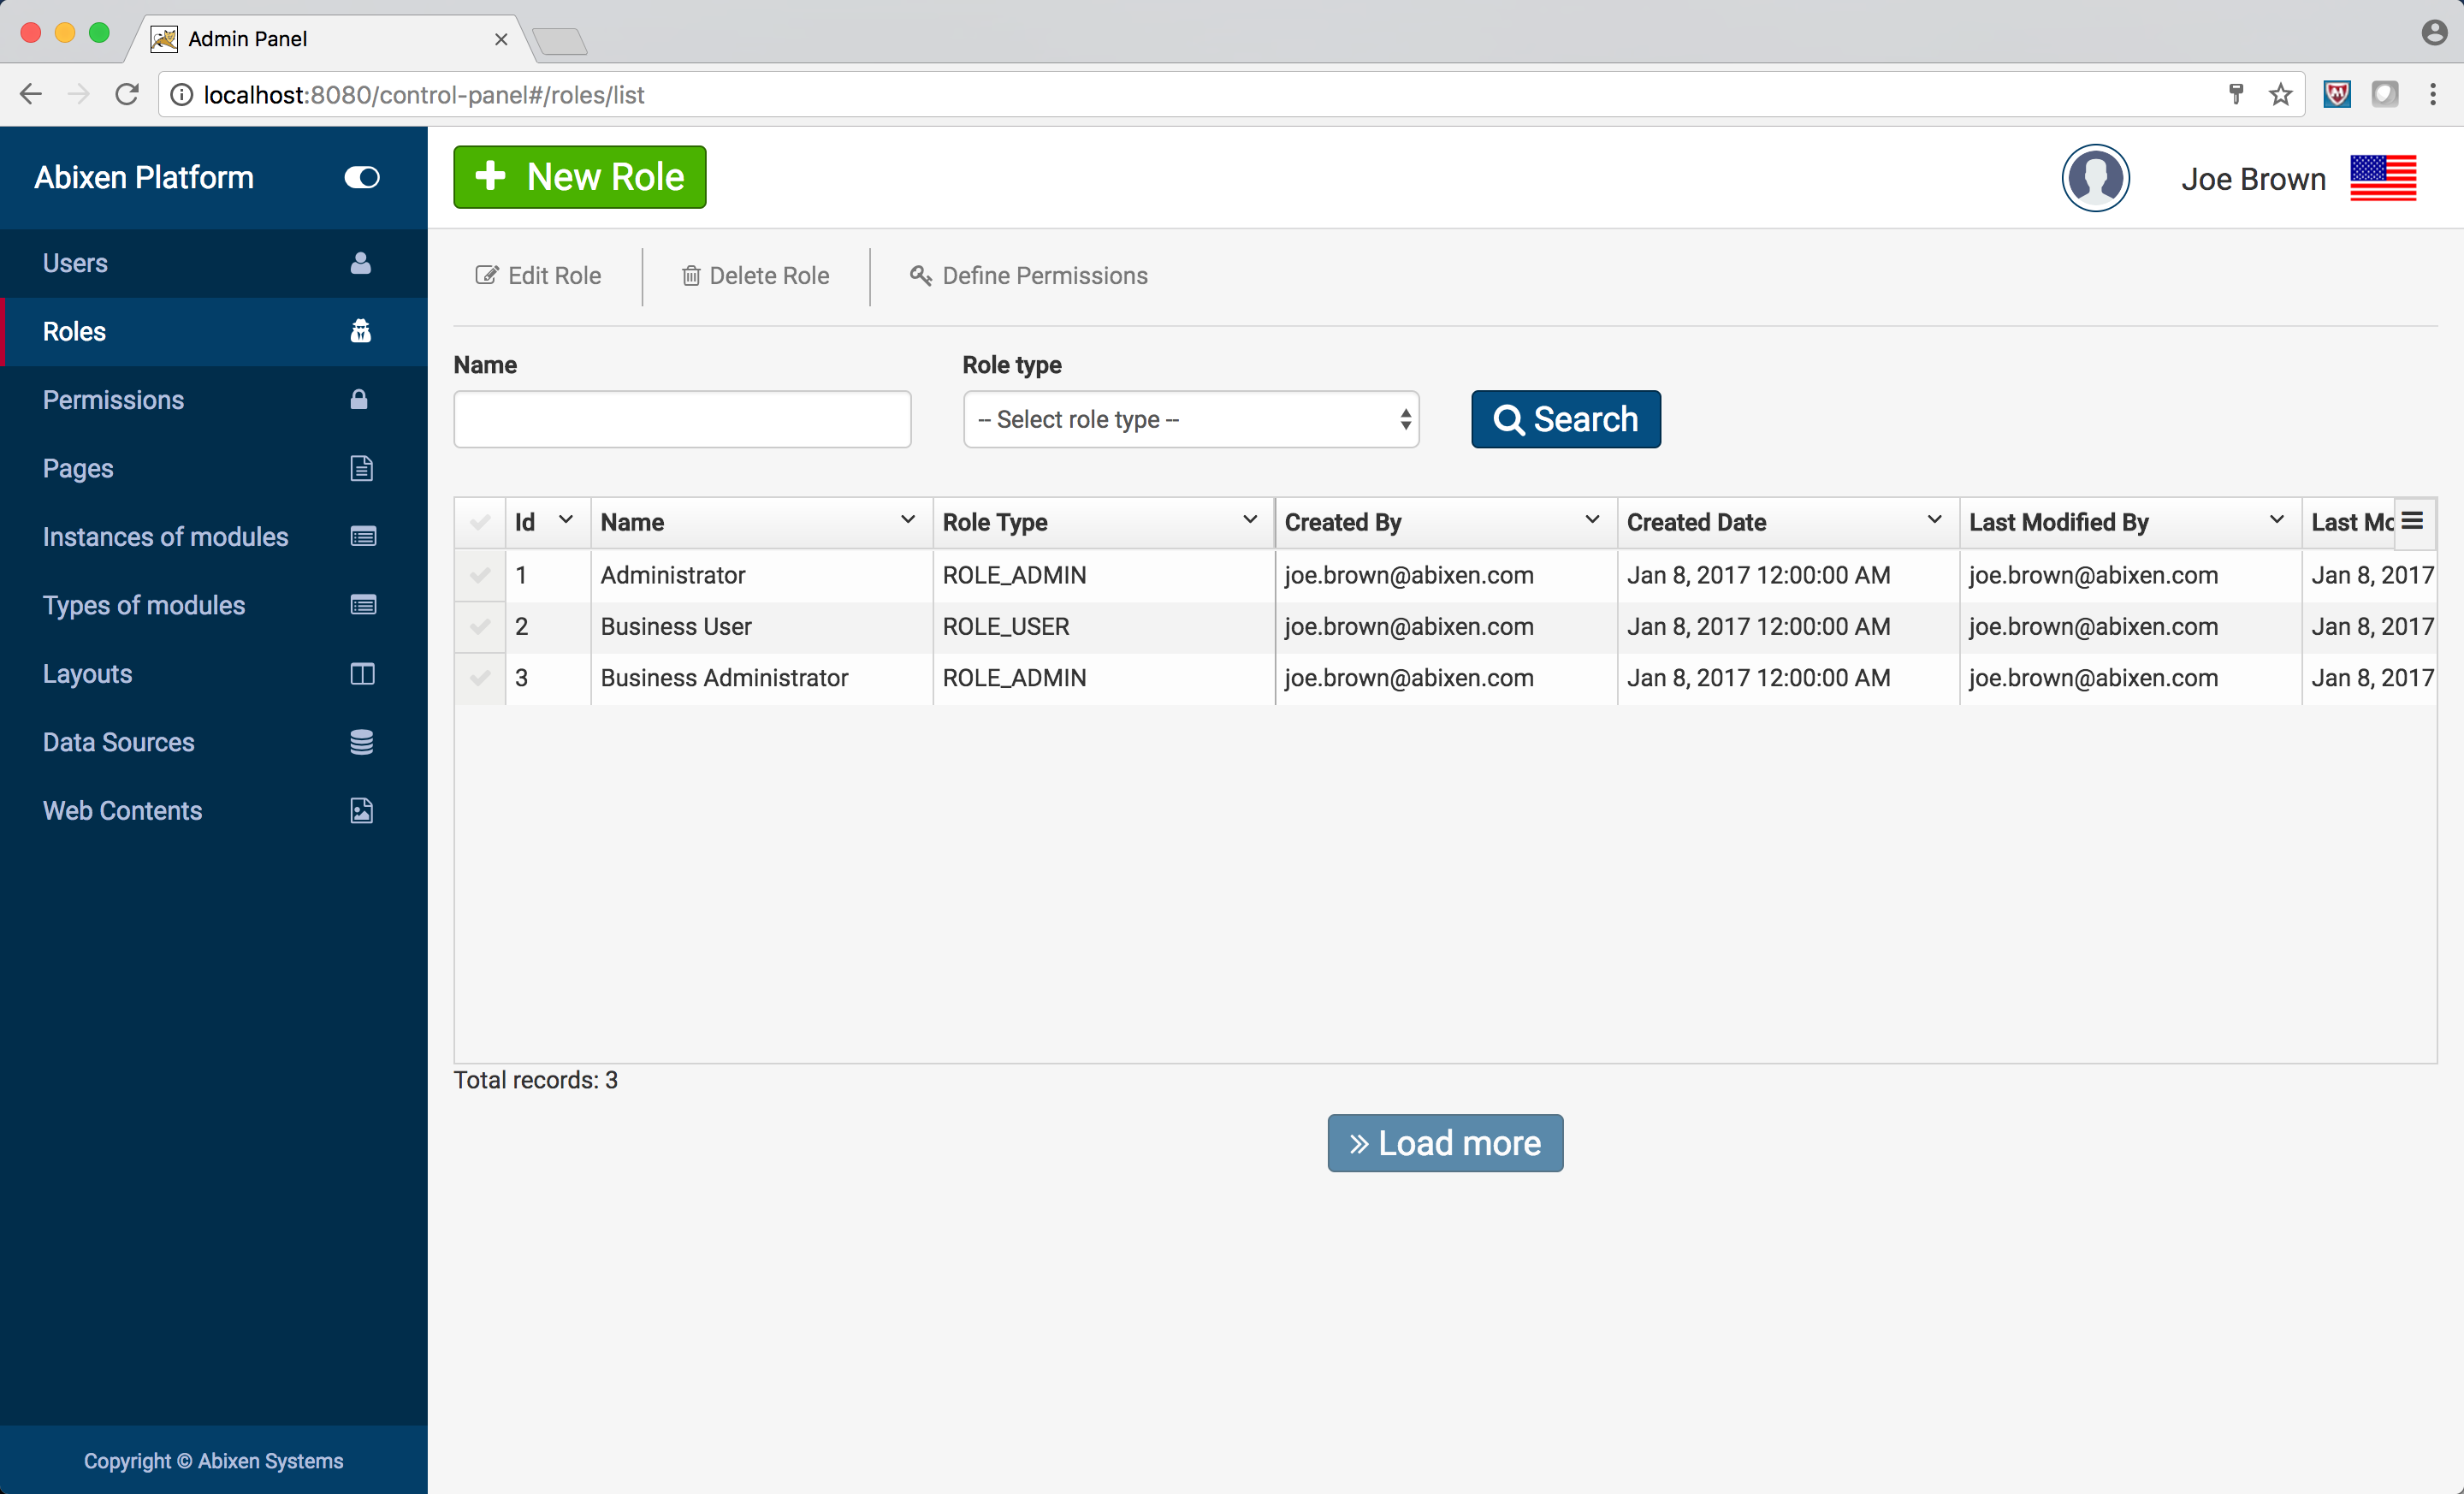 Admin Panel
localhost:8080/control-panel#/roles/list
Abixen Platform
New Role
Joe Brown
Users
Roles
Permissions
Pages
Instances of modules
Types of modules
Layouts
Data Sources
Web Contents
Copyright © Abixen Systems
Edit Role
Delete Role
Define Permissions
Name
Role type
-- Select role type --
Search
Id Name Role Type Created By Created Date Last Modified By Last Mo
1 Administrator ROLE_ADMIN joe.brown@abixen.com Jan 8, 2017 12:00:00 AM joe.brown@abixen.com Jan 8, 2017
2 Business User ROLE_USER joe.brown@abixen.com Jan 8, 2017 12:00:00 AM joe.brown@abixen.com Jan 8, 2017
3 Business Administrator ROLE_ADMIN joe.brown@abixen.com Jan 8, 2017 12:00:00 AM joe.brown@abixen.com Jan 8, 2017
Total records: 3
Load more